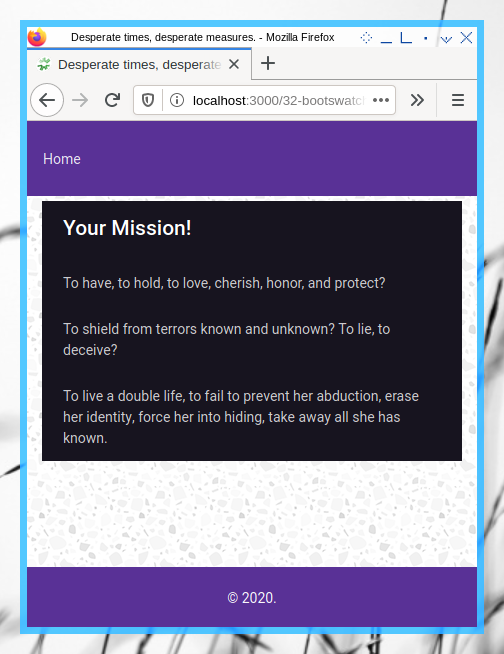 Desperate times, desperate measures. - Mozilla Firefox
Desperate times, desperate
localhost:3000/32-bootswatc
Home
Your Mission!
To have, to hold, to love, cherish, honor, and protect?
To shield from terrors known and unknown? To lie, to
deceive?
To live a double life, to fail to prevent her abduction, erase
her identity, force her into hiding, take away all she has
known.
© 2020.